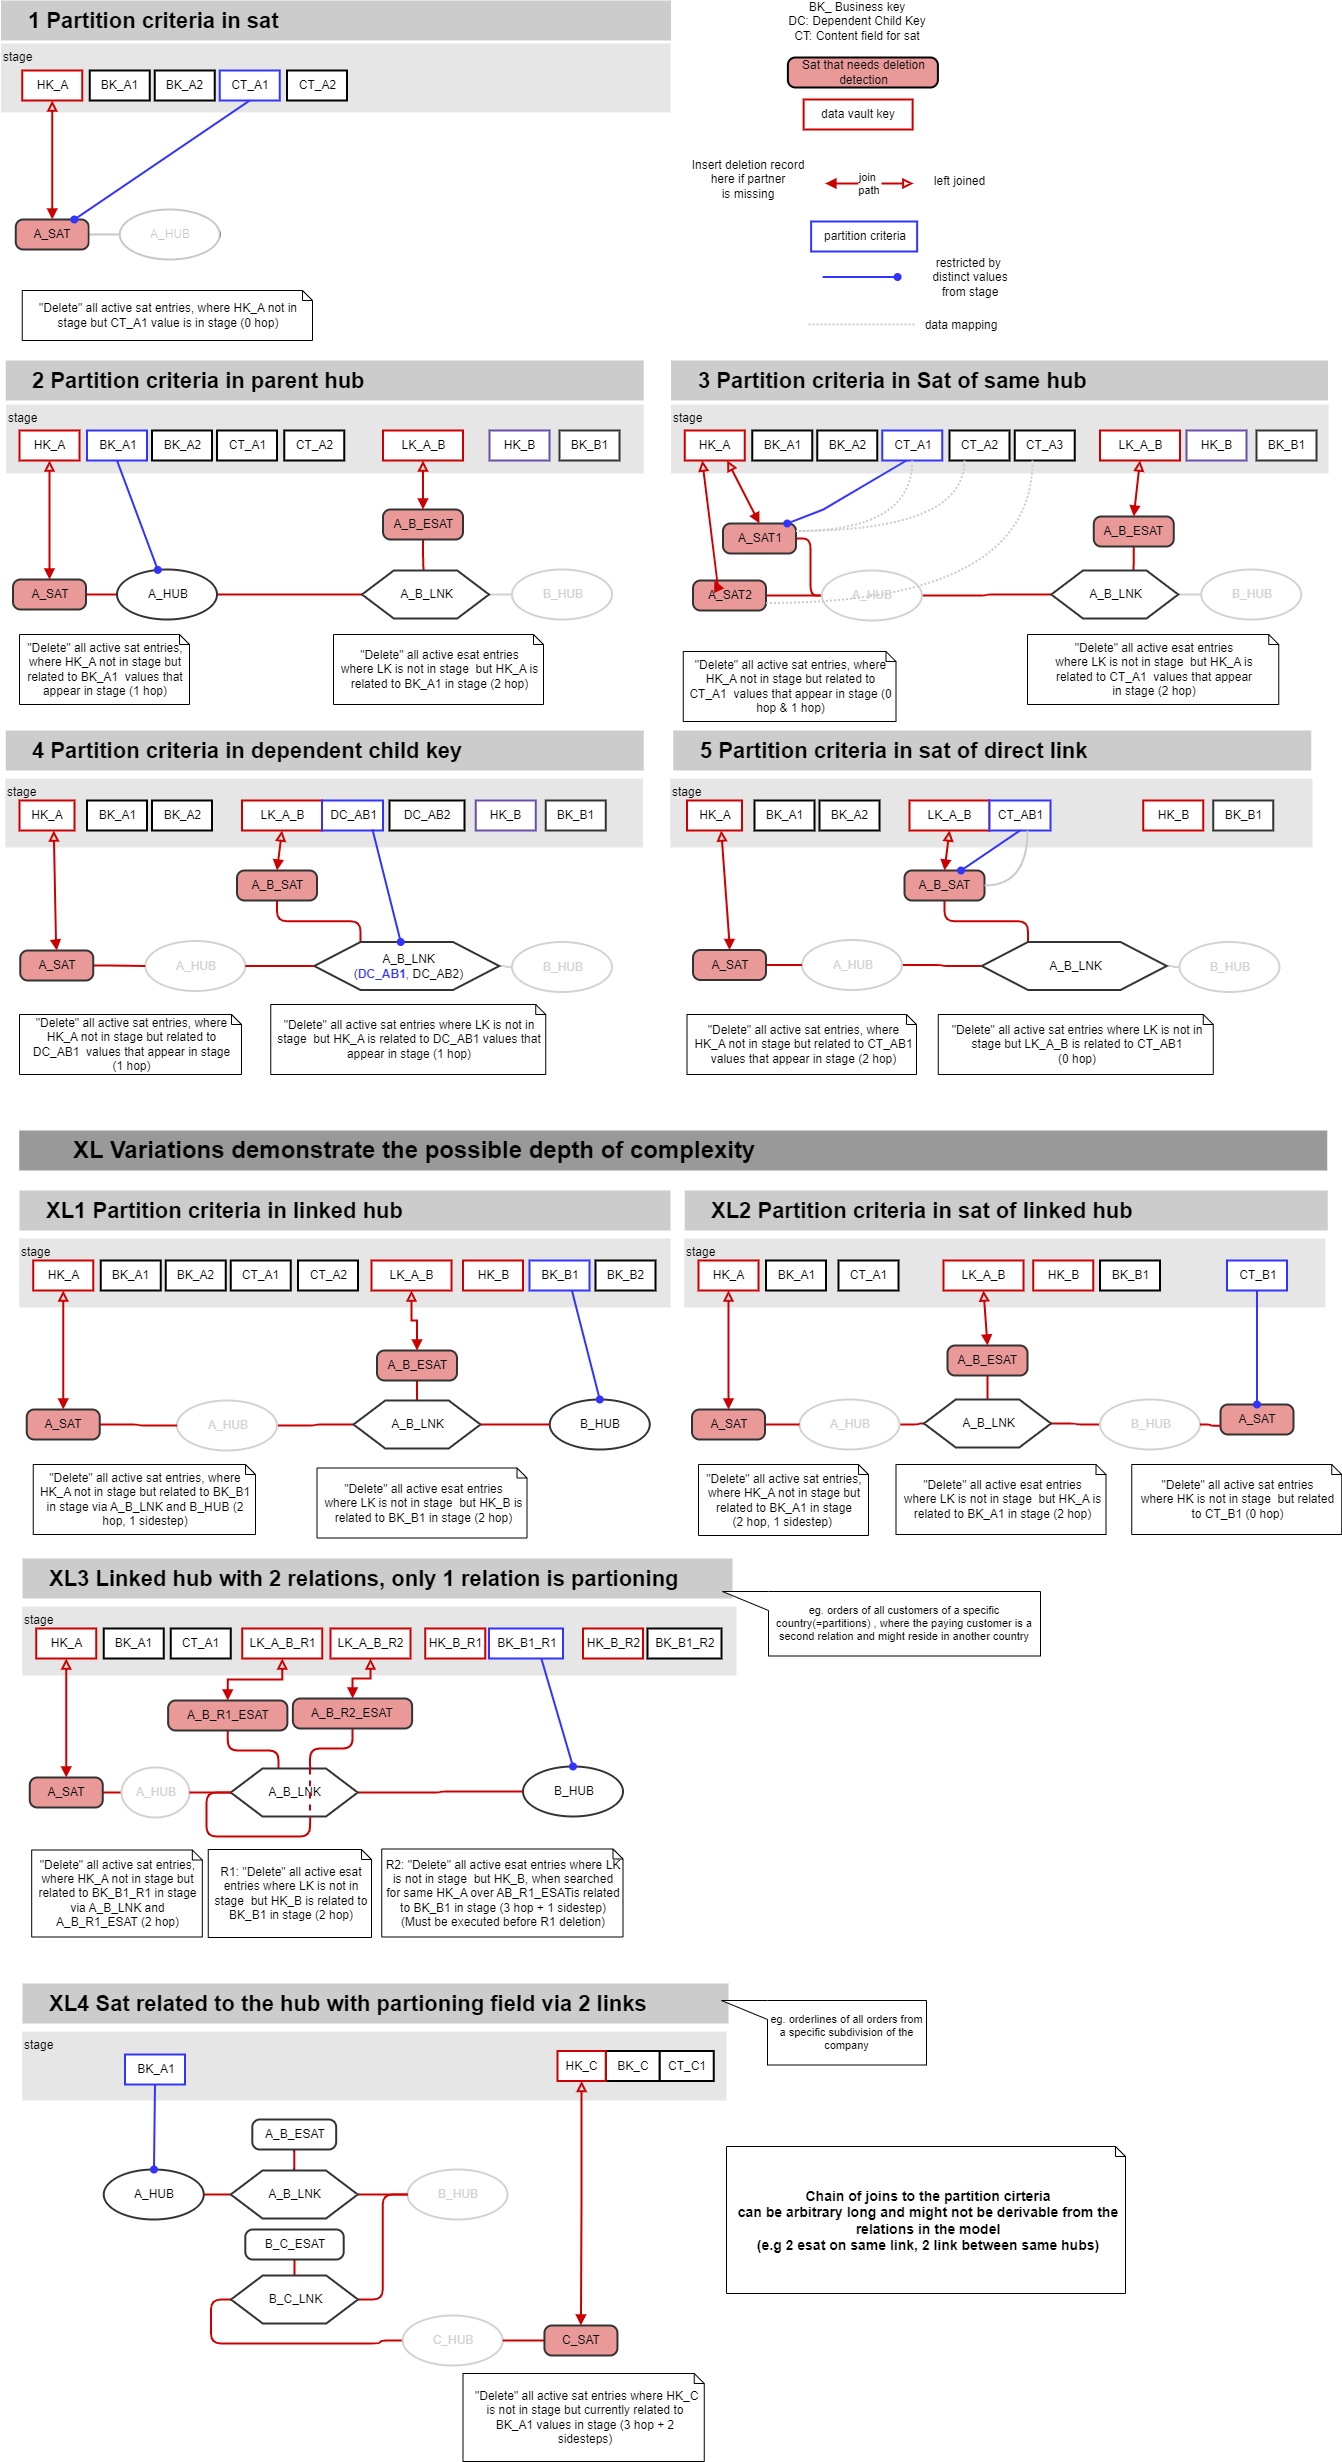 1 Partition criteria in sat
stage
HK_A
BK_A1
BK_A2
CT_A1
CT_A2
A_SAT
A_HUB
"Delete" all active sat entries, where HK_A not in
stage but CT_A1 value is in stage (0 hop)
BK_ Business key
DC: Dependent Child Key
CT: Content field for sat
Sat that needs deletion
detection
data vault key
Insert deletion record
here if partner
is missing
join
path
left joined
partition criteria
restricted by
distinct values
from stage
data mapping
2 Partition criteria in parent hub
stage
HK_A
BK_A1
BK_A2
CT_A1
CT_A2
LK_A_B
HK_B
BK_B1
A_B_ESAT
A_SAT
A_HUB
A_B_LNK
B_HUB
"Delete" all active sat entries,
where HK_A not in stage but
related to BK_A1  values that
appear in stage (1 hop)
"Delete" all active esat entries
where LK is not in stage  but HK_A is
related to BK_A1 in stage (2 hop)
3 Partition criteria in Sat of same hub
stage
HK_A
BK_A1
BK_A2
CT_A1
CT_A2
CT_A3
LK_A_B
HK_B
BK_B1
A_SAT1
A_B_ESAT
A_SAT2
A_HUB
A_B_LNK
B_HUB
"Delete" all active sat entries, where
HK_A not in stage but related to
CT_A1  values that appear in stage (0
hop & 1 hop)
"Delete" all active esat entries
where LK is not in stage  but HK_A is
related to CT_A1  values that appear
in stage (2 hop)
4 Partition criteria in dependent child key
stage
HK_A
BK_A1
BK_A2
LK_A_B
DC_AB1
DC_AB2
HK_B
BK_B1
A_B_SAT
A_SAT
A_HUB
A_B_LNK
(DC_AB1, DC_AB2)
B_HUB
"Delete" all active sat entries, where
HK_A not in stage but related to
DC_AB1  values that appear in stage
(1 hop)
"Delete" all active sat entries where LK is not in
stage  but HK_A is related to DC_AB1 values that
appear in stage (1 hop)
5 Partition criteria in sat of direct link
stage
HK_A
BK_A1
BK_A2
LK_A_B
CT_AB1
HK_B
BK_B1
A_B_SAT
A_SAT
A_HUB
A_B_LNK
B_HUB
"Delete" all active sat entries, where
HK_A not in stage but related to CT_AB1
values that appear in stage (2 hop)
"Delete" all active sat entries where LK is not in
stage but LK_A_B is related to CT_AB1
(0 hop)
XL Variations demonstrate the possible depth of complexity
XL1 Partition criteria in linked hub
stage
HK_A
BK_A1
BK_A2
CT_A1
CT_A2
LK_A_B
HK_B
BK_B1
BK_B2
A_B_ESAT
A_SAT
A_HUB
A_B_LNK
B_HUB
"Delete" all active sat entries, where
HK_A not in stage but related to BK_B1
in stage via A_B_LNK and B_HUB (2
hop, 1 sidestep)
"Delete" all active esat entries
where LK is not in stage  but HK_B is
related to BK_B1 in stage (2 hop)
XL2 Partition criteria in sat of linked hub
stage
HK_A
BK_A1
CT_A1
LK_A_B
HK_B
BK_B1
CT_B1
A_B_ESAT
A_SAT
A_HUB
A_B_LNK
B_HUB
A_SAT
"Delete" all active sat entries,
where HK_A not in stage but
related to BK_A1 in stage
(2 hop, 1 sidestep)
"Delete" all active esat entries
where LK is not in stage  but HK_A is
related to BK_A1 in stage (2 hop)
"Delete" all active sat entries
where HK is not in stage  but related
to CT_B1 (0 hop)
XL3 Linked hub with 2 relations, only 1 relation is partioning
eg. orders of all customers of a specific
country(=partitions) , where the paying customer is a
second relation and might reside in another country
stage
HK_A
BK_A1
CT_A1
LK_A_B_R1
LK_A_B_R2
HK_B_R1
BK_B1_R1
HK_B_R2
BK_B1_R2
A_B_R1_ESAT
A_B_R2_ESAT
A_SAT
A_HUB
A_B_LNK
B_HUB
"Delete" all active sat entries,
where HK_A not in stage but
related to BK_B1_R1 in stage
via A_B_LNK and
A_B_R1_ESAT (2 hop)
R1: "Delete" all active esat
entries where LK is not in
stage  but HK_B is related to
BK_B1 in stage (2 hop)
R2: "Delete" all active esat entries where LK
is not in stage  but HK_B, when searched
for same HK_A over AB_R1_ESATis related
to BK_B1 in stage (3 hop + 1 sidestep)
(Must be executed before R1 deletion)
XL4 Sat related to the hub with partioning field via 2 links
eg. orderlines of all orders from
a specific subdivision of the
company
stage
BK_A1
HK_C
BK_C
CT_C1
A_B_ESAT
A_HUB
A_B_LNK
B_HUB
B_C_ESAT
B_C_LNK
C_HUB
C_SAT
Chain of joins to the partition cirteria
can be arbitrary long and might not be derivable from the
relations in the model
(e.g 2 esat on same link, 2 link between same hubs)
"Delete" all active sat entries where HK_C
is not in stage but currently related to
BK_A1 values in stage (3 hop + 2
sidesteps)